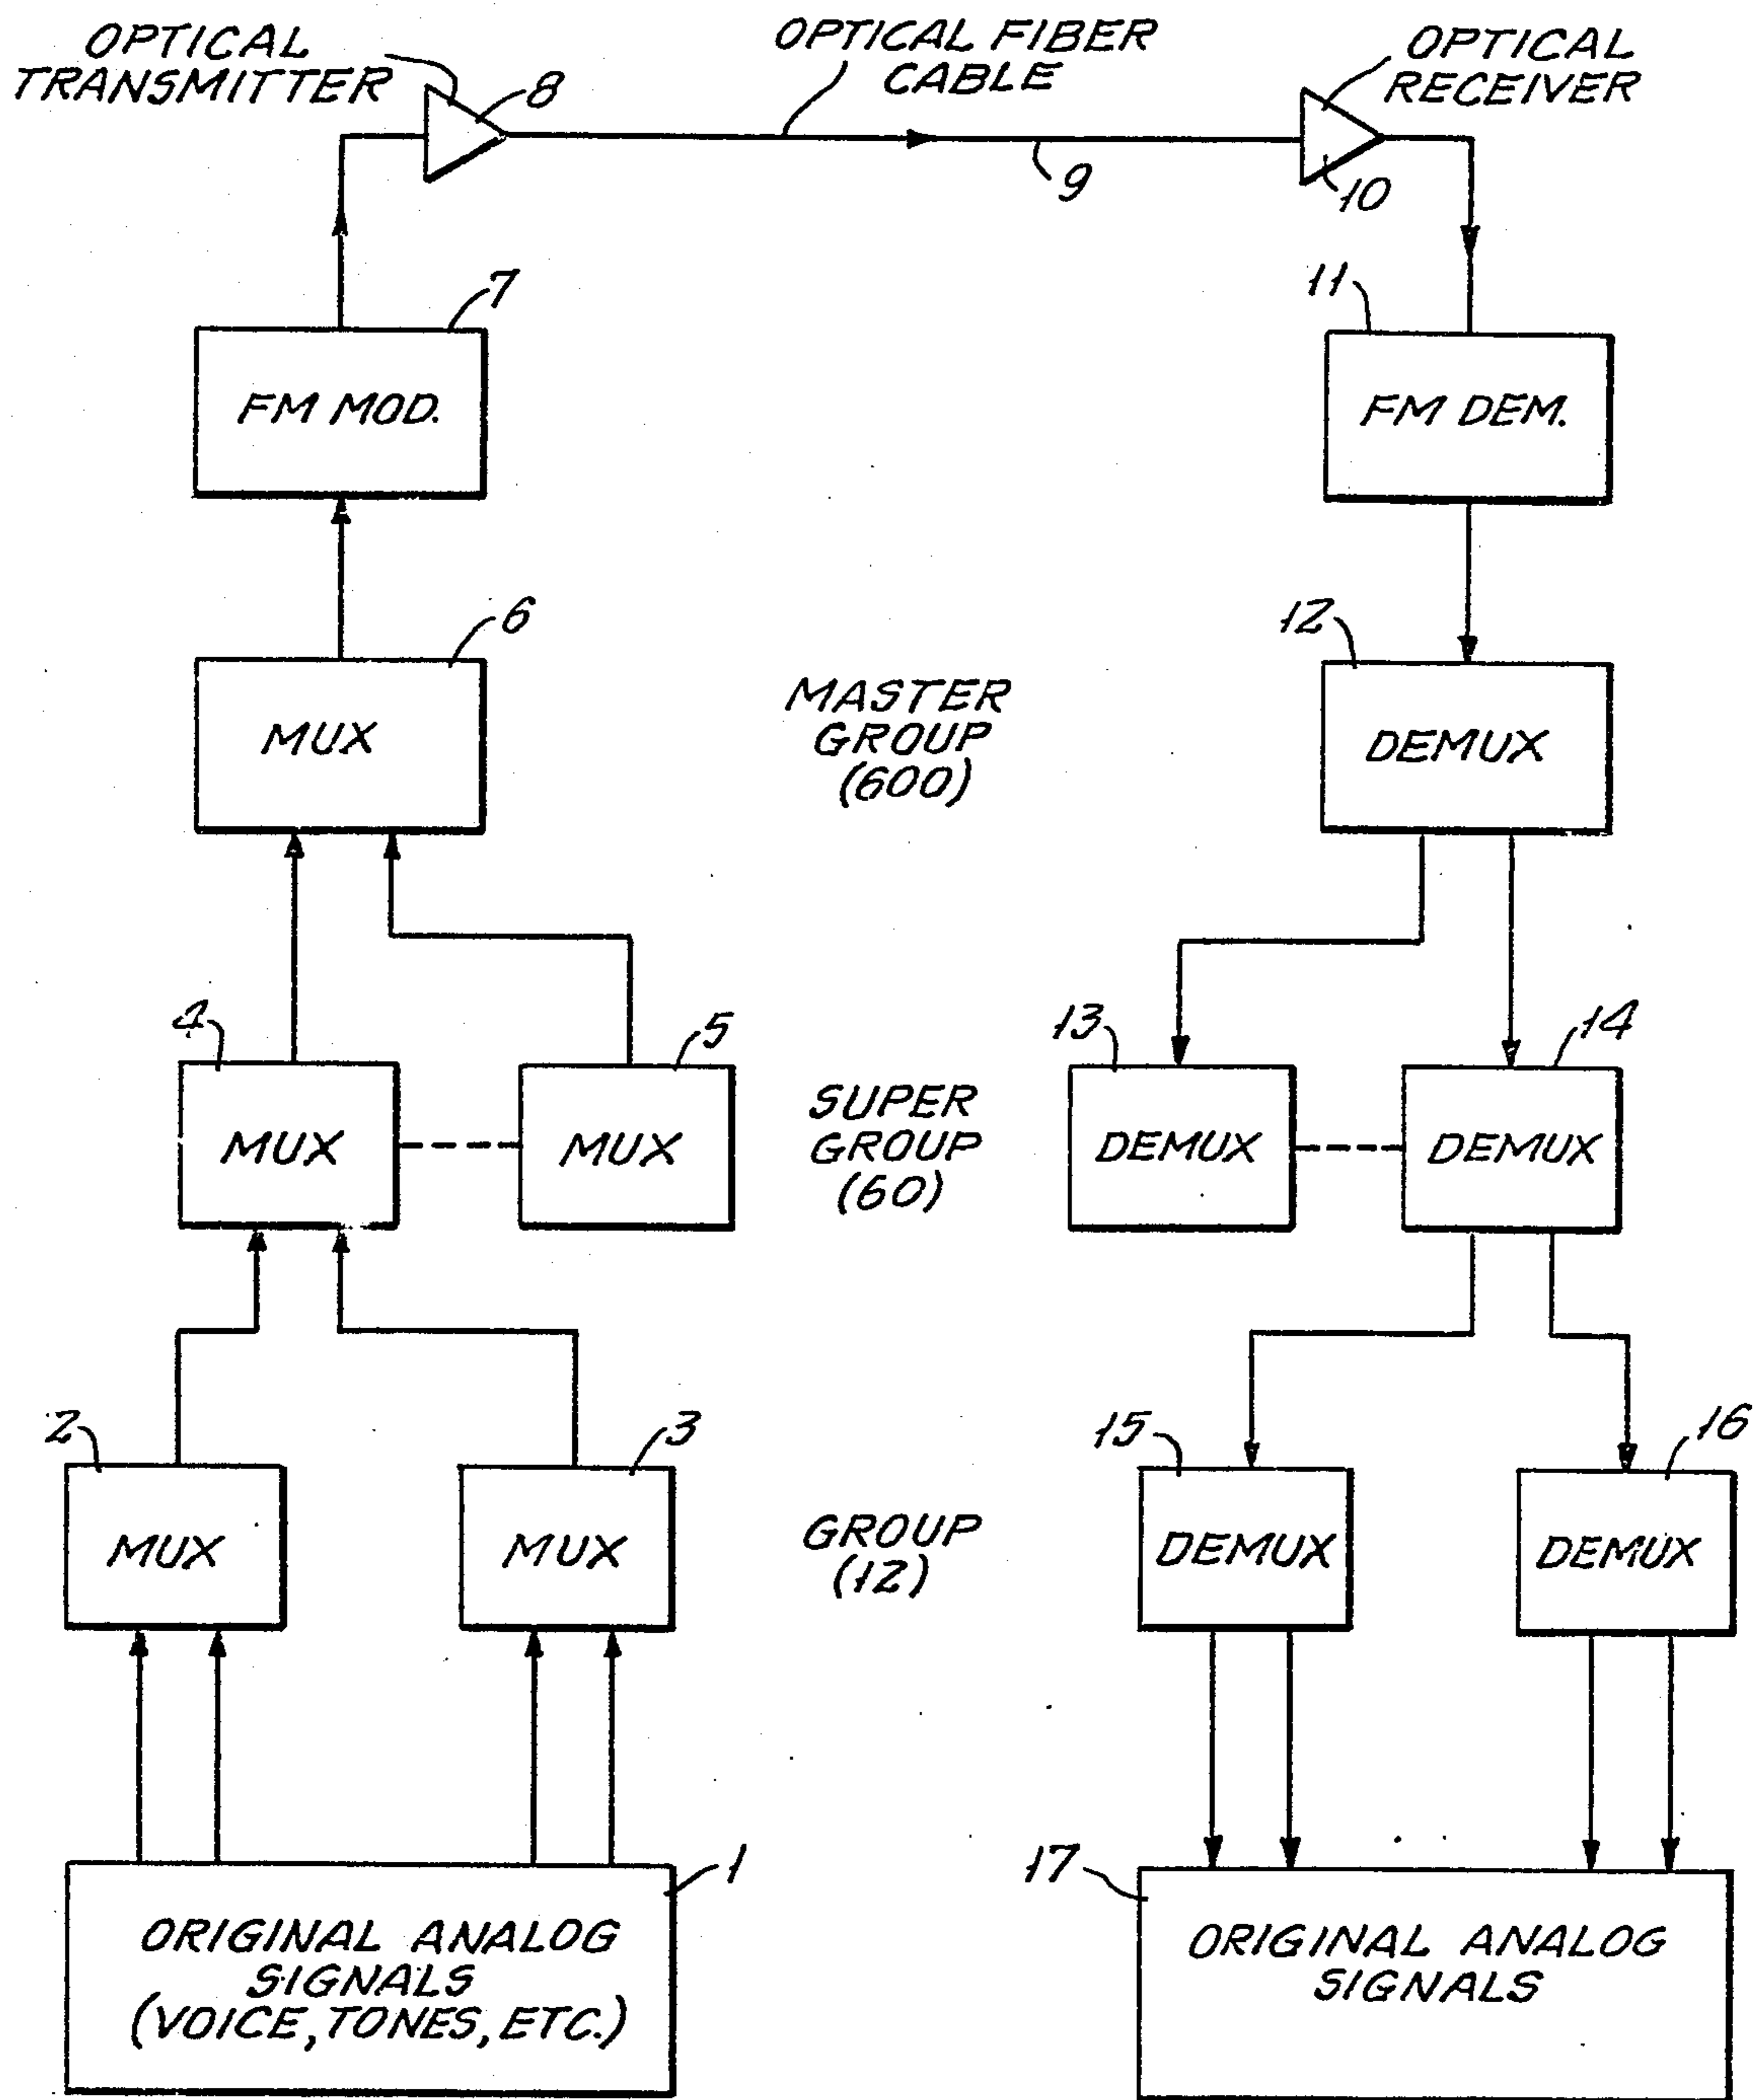 OPTICAL
TRANSMITTER
8
OPTICAL FIBER
CABLE
9
OPTICAL
RECEIVER
10
7
FM MOD.
11
FM DEM.
6
MUX
MASTER
GROUP
(600)
12
DEMUX
4
MUX
5
MUX
SUPER
GROUP
(60)
13
DEMUX
14
DEMUX
2
MUX
3
MUX
GROUP
(12)
15
DEMUX
16
DEMUX
1
ORIGINAL ANALOG
SIGNALS
(VOICE, TONES, ETC.)
17
ORIGINAL ANALOG
SIGNALS